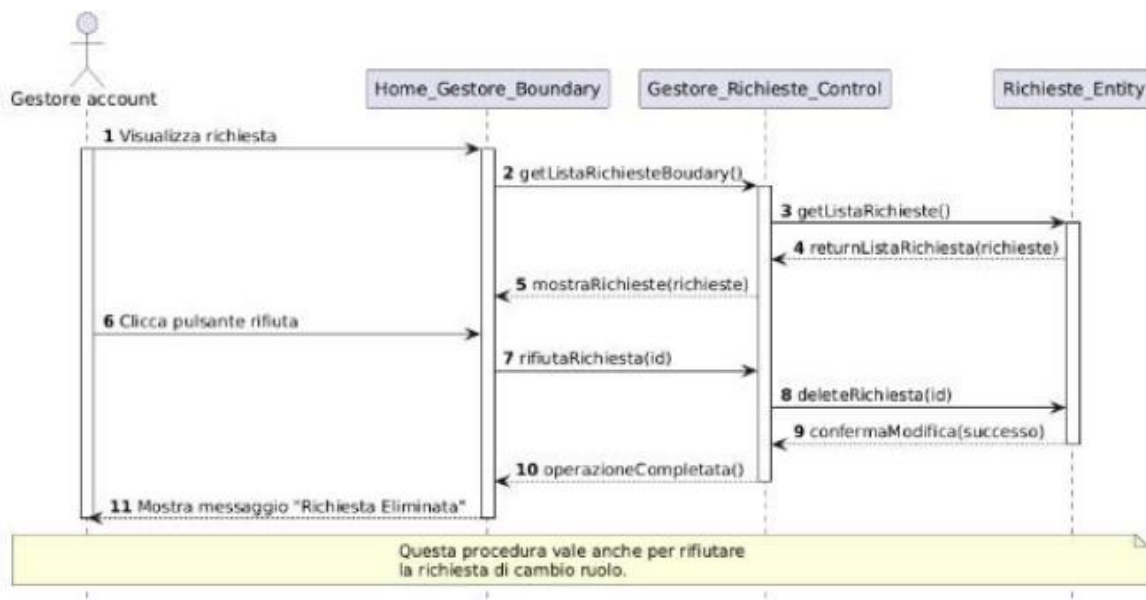 Gestore account
Home_Gestore_Boundary
Gestore_Richieste_Control
Richieste_Entity
1 Visualizza richiesta
2 getListaRichiesteBoudary()
3 getListaRichieste()
4 returnListaRichiesta(richieste)
5 mostraRichieste(richieste)
6 Clicca pulsante rifiuta
7 rifiutaRichiesta(id)
8 deleteRichiesta(id)
9 confermaModifica(successo)
10 operazioneCompletata()
11 Mostra messaggio "Richiesta Eliminata"
Questa procedura vale anche per rifiutare
la richiesta di cambio ruolo.